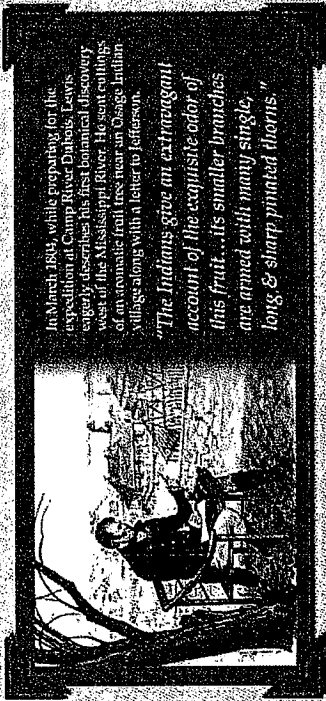 In March 1804, while preparing for the
expedition at Camp River Dubois, Lewis
eagerly describes his first botanical discovery
west of the Mississippi River. He sent cuttings
of an aromatic fruit tree near an Osage Indian
village along with a letter to Jefferson.
"The Indians give an extravagant
account of the exquisite odor of
this fruit...its smaller branches
are armed with many single,
long & sharp pinated thorns."